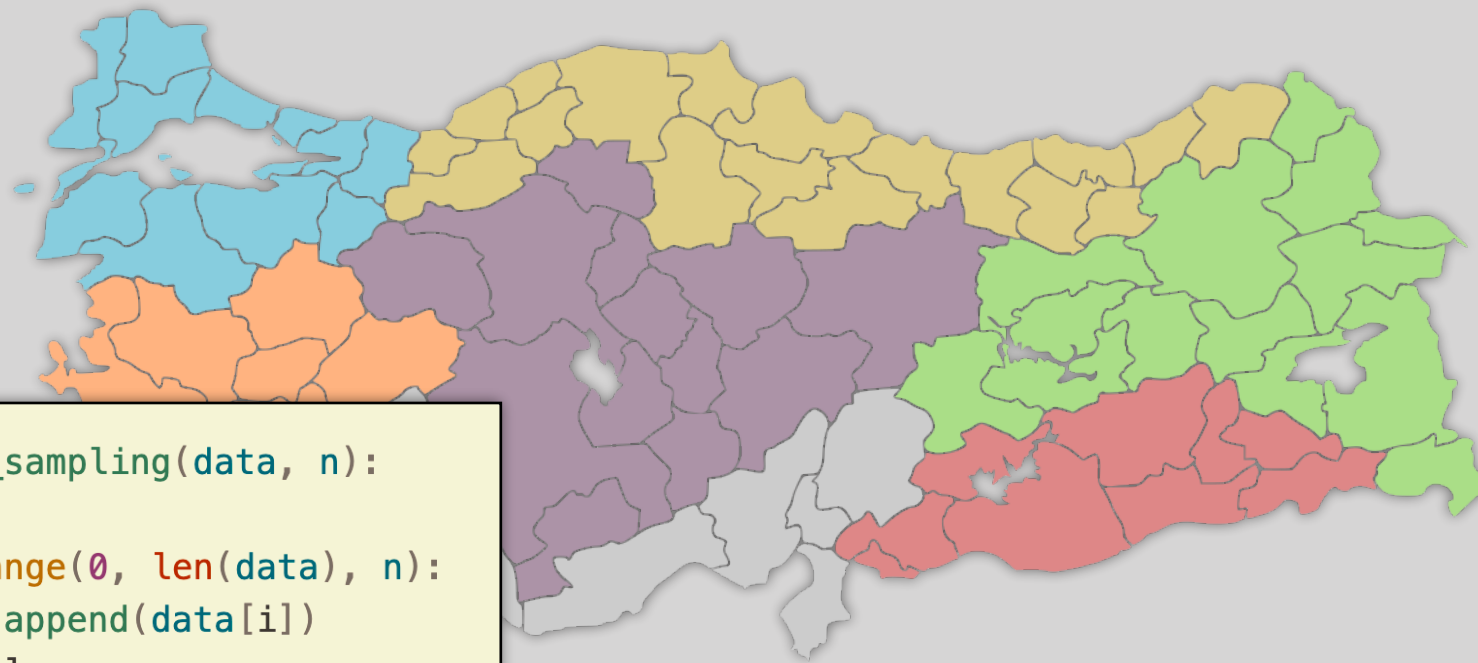 _sampling(data, n):
nge(0, len(data), n):
append(data[i])